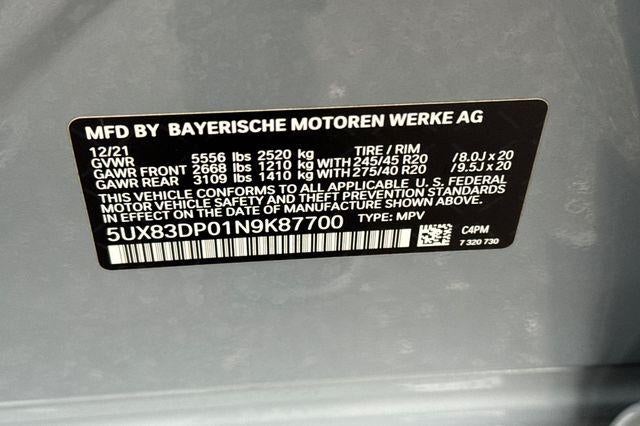 MFD BY BAYERISCHE MOTOREN WERKE AG
12/21 TIRE / RIM
GVWR 5556 lbs 2520 kg
GAWR FRONT 2668 lbs 1210 kg WITH 245/45 R20 /8.0J x 20
GAWR REAR 3109 lbs 1410 kg WITH 275/40 R20 /9.5J x 20
THIS VEHICLE CONFORMS TO ALL APPLICABLE U.S. FEDERAL
MOTOR VEHICLE SAFETY AND THEFT PREVENTION STANDARDS
IN EFFECT ON THE DATE OF MANUFACTURE SHOWN ABOVE.
5UX83DP01N9K87700 TYPE: MPV
C4PM
7 320 730